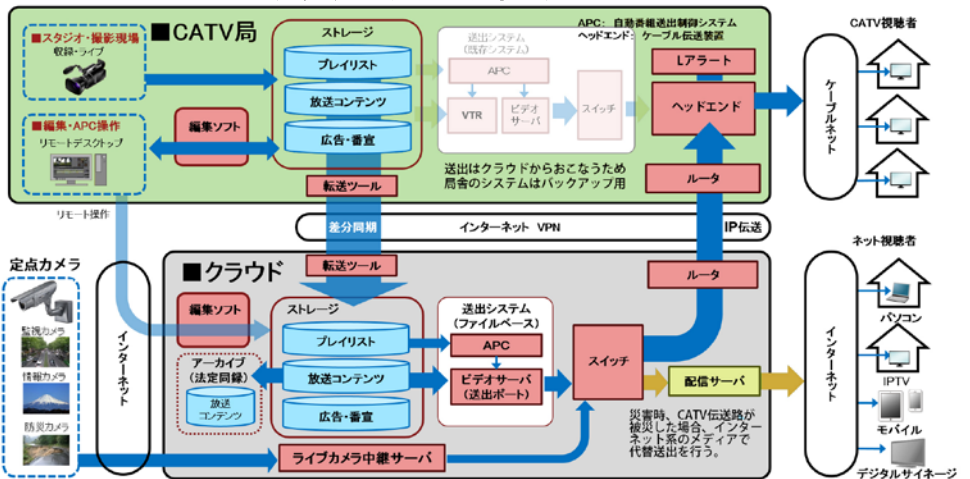 ■CATV局
APC： 自動番組送出制御システム
ヘッドエンド： ケーブル伝送装置
■スタジオ・撮影現場
収録・ライブ
■編集・APC操作
リモートデスクトップ
編集ソフト
ストレージ
プレイリスト
放送コンテンツ
広告・番宣
送出システム
(既存システム)
APC
VTR
ビデオ
サーバ
スイッチ
Lアラート
ヘッドエンド
ルータ
送出はクラウドからおこなうため
局舎のシステムはバックアップ用
転送ツール
CATV視聴者
ケーブルネット
リモート操作
差分同期
インターネット VPN
IP伝送
定点カメラ
監視カメラ
情報カメラ
防災カメラ
インターネット
■クラウド
転送ツール
編集ソフト
ストレージ
プレイリスト
放送コンテンツ
広告・番宣
アーカイブ
(法定同録)
放送
コンテンツ
送出システム
(ファイルベース)
APC
ビデオサーバ
(送出ポート)
スイッチ
ルータ
配信サーバ
災害時、CATV伝送路が
被災した場合、インター
ネット系のメディアで
代替送出を行う。
ライブカメラ中継サーバ
ネット視聴者
インターネット
パソコン
IPTV
モバイル
デジタルサイネージ